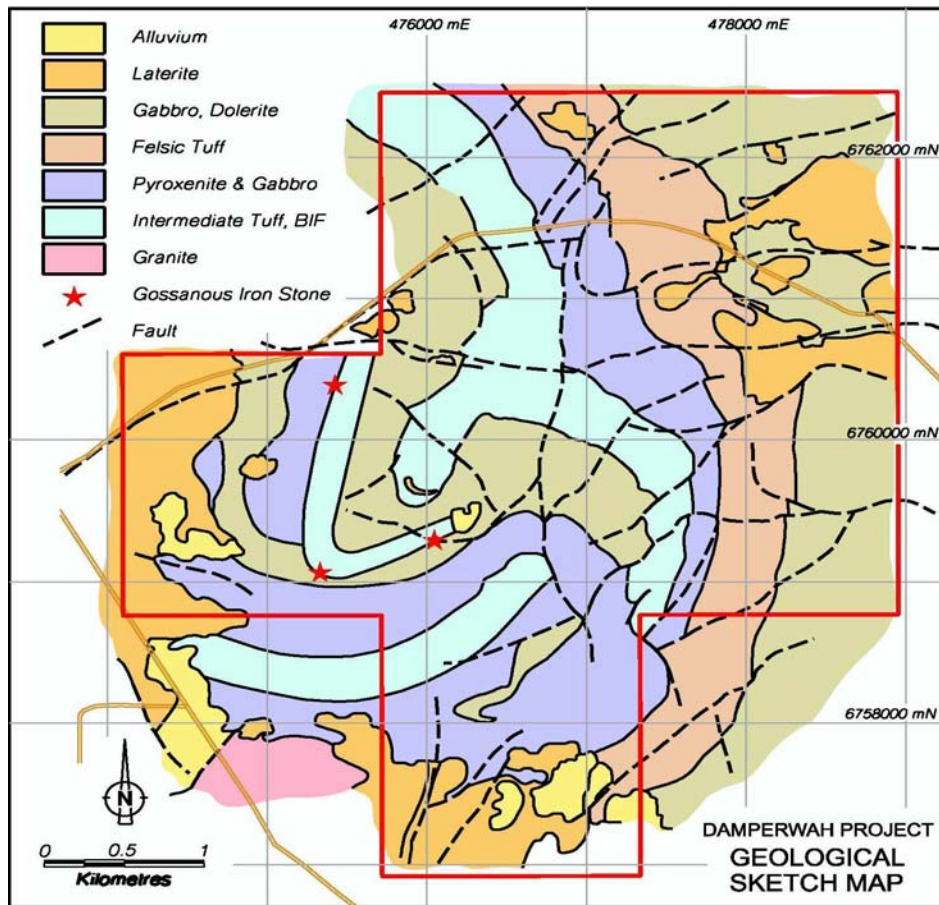 476000 mE
478000 mE
Alluvium
Laterite
Gabbro, Dolerite
Felsic Tuff
Pyroxenite & Gabbro
Intermediate Tuff, BIF
Granite
Gossanous Iron Stone
Fault
6762000 mN
6760000 mN
6758000 mN
N
0 0.5 1
Kilometres
DAMPERWAH PROJECT
GEOLOGICAL
SKETCH MAP